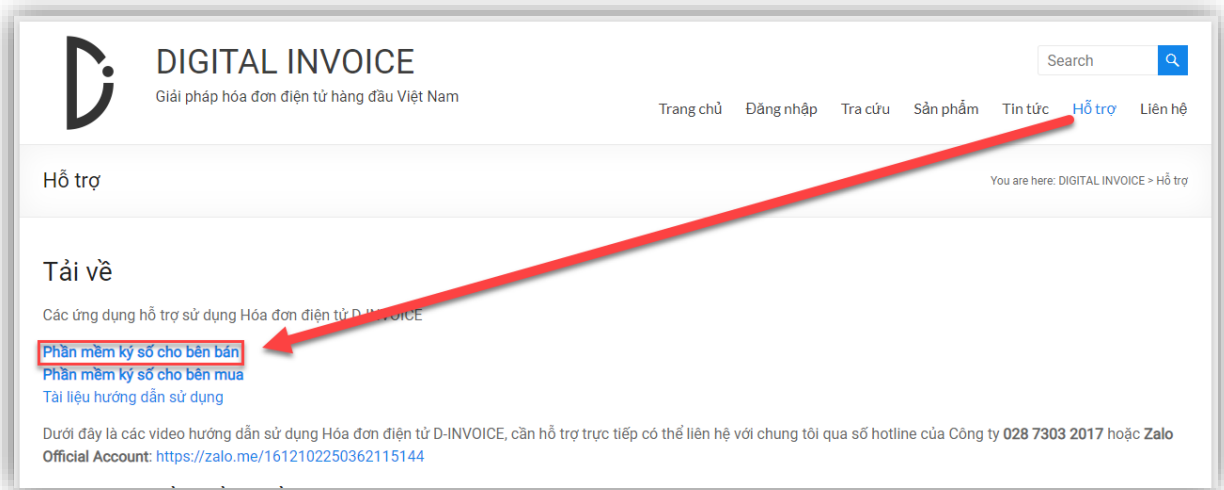 DIGITAL INVOICE
Giải pháp hóa đơn điện tử hàng đầu Việt Nam
Search
Trang chủ Đăng nhập Tra cứu Sản phẩm Tin tức Hỗ trợ Liên hệ
Hỗ trợ
You are here: DIGITAL INVOICE > Hỗ trợ
Tải về
Các ứng dụng hỗ trợ sử dụng Hóa đơn điện tử D-INVOICE
Phần mềm ký số cho bên bán
Phần mềm ký số cho bên mua
Tài liệu hướng dẫn sử dụng
Dưới đây là các video hướng dẫn sử dụng Hóa đơn điện tử D-INVOICE, cần hỗ trợ trực tiếp có thể liên hệ với chung tôi qua số hotline của Công ty 028 7303 2017 hoặc Zalo
Official Account: https://zalo.me/1612102250362115144